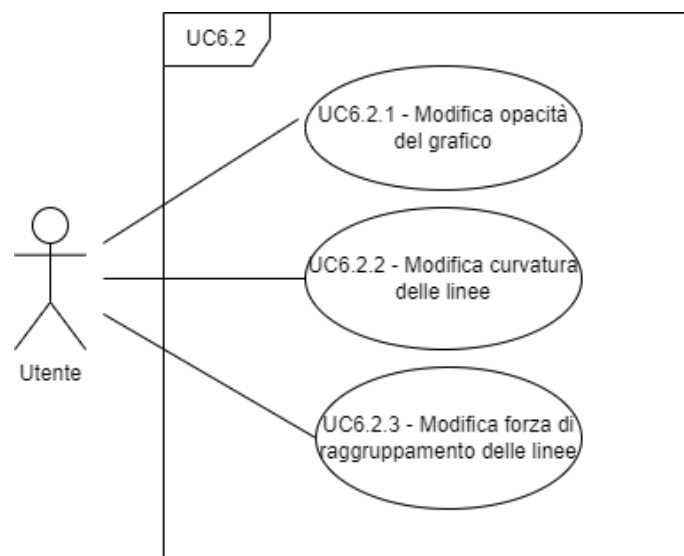 UC6.2
UC6.2.1 - Modifica opacità
del grafico
UC6.2.2 - Modifica curvatura
delle linee
Utente
UC6.2.3 - Modifica forza di
raggruppamento delle linee